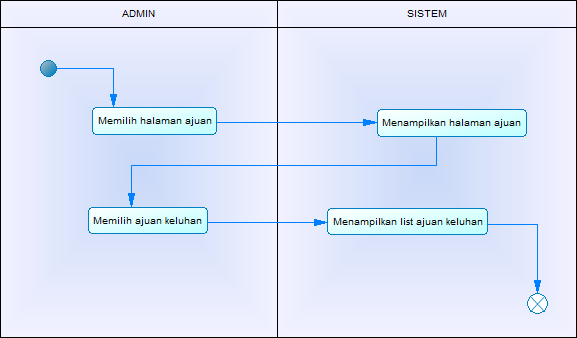 ADMIN
SISTEM
Memilih halaman ajuan
Menampilkan halaman ajuan
Memilih ajuan keluhan
Menampilkan list ajuan keluhan